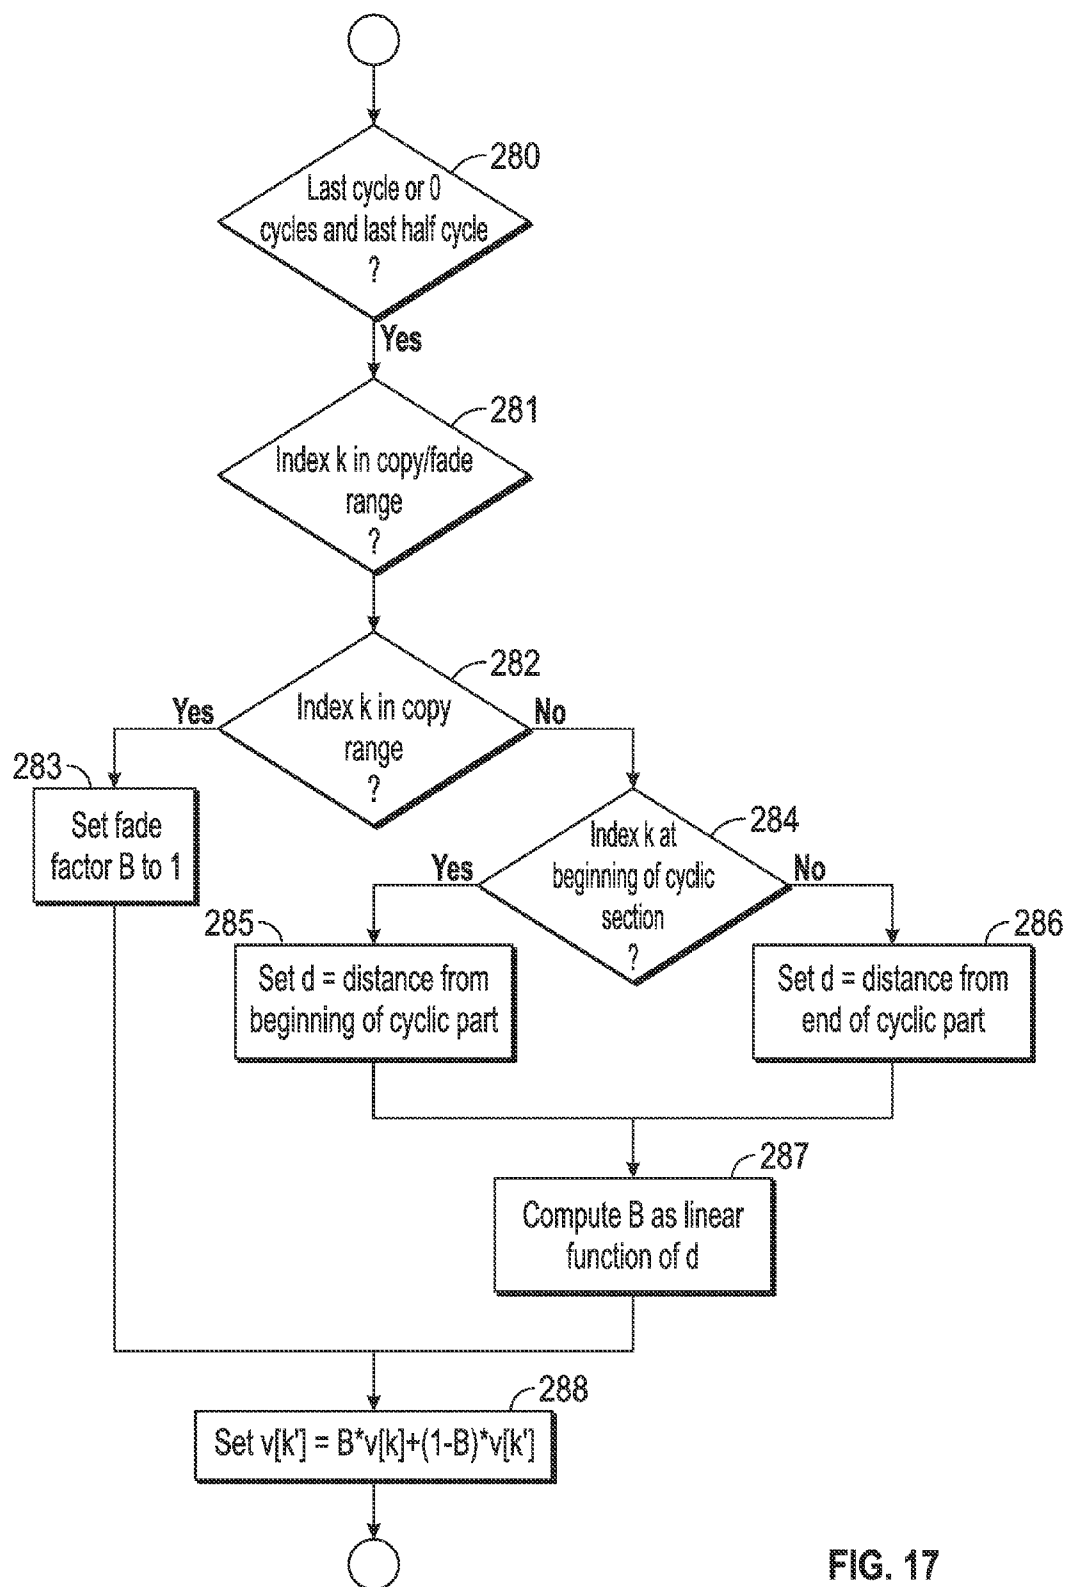 280
Last cycle or 0
cycles and last half cycle
?
Yes
281
Index k in copy/fade
range
?
282
Yes
Index k in copy
range
?
No
283
Set fade
factor B to 1
284
Yes
Index k at
beginning of cyclic
section
?
No
285
Set d = distance from
beginning of cyclic part
286
Set d = distance from
end of cyclic part
287
Compute B as linear
function of d
288
Set v[k'] = B*v[k]+(1-B)*v[k']
FIG. 17